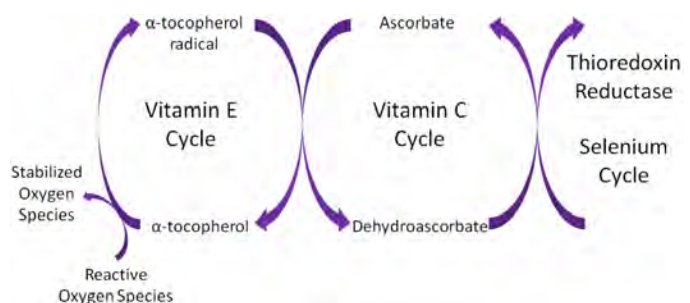 α-tocopherol
radical
Ascorbate
Thioredoxin
Reductase
Vitamin E
Cycle
Vitamin C
Cycle
Selenium
Cycle
Stabilized
Oxygen
Species
α-tocopherol
Dehydroascorbate
Reactive
Oxygen Species